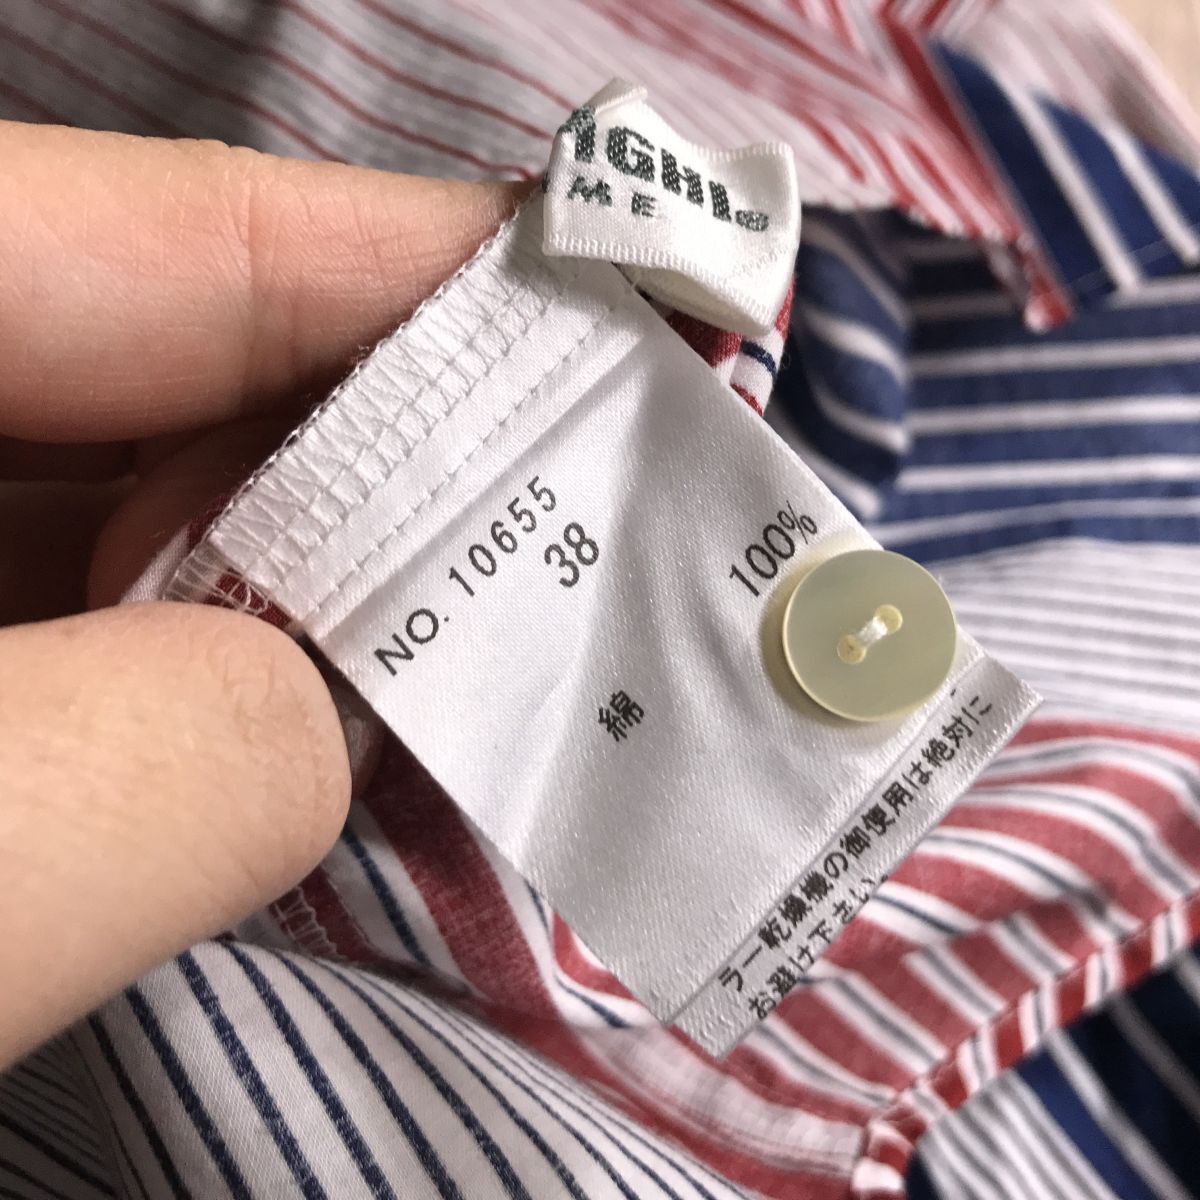 NO. 10655
38
綿 100%
ラー乾燥機の御使用は絶対に
お避け下さい